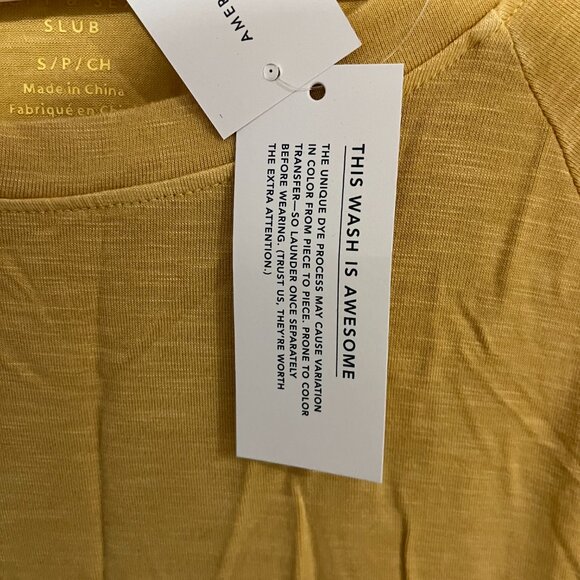 SLUB
S/P/CH
Made in China
Fabriqué en
AMER
THIS WASH IS AWESOME
THE UNIQUE DYE PROCESS MAY CAUSE VARIATION
IN COLOR FROM PIECE TO PIECE. PRONE TO COLOR
TRANSFER—SO LAUNDER ONCE SEPARATELY
BEFORE WEARING. (TRUST US, THEY'RE WORTH
THE EXTRA ATTENTION.)